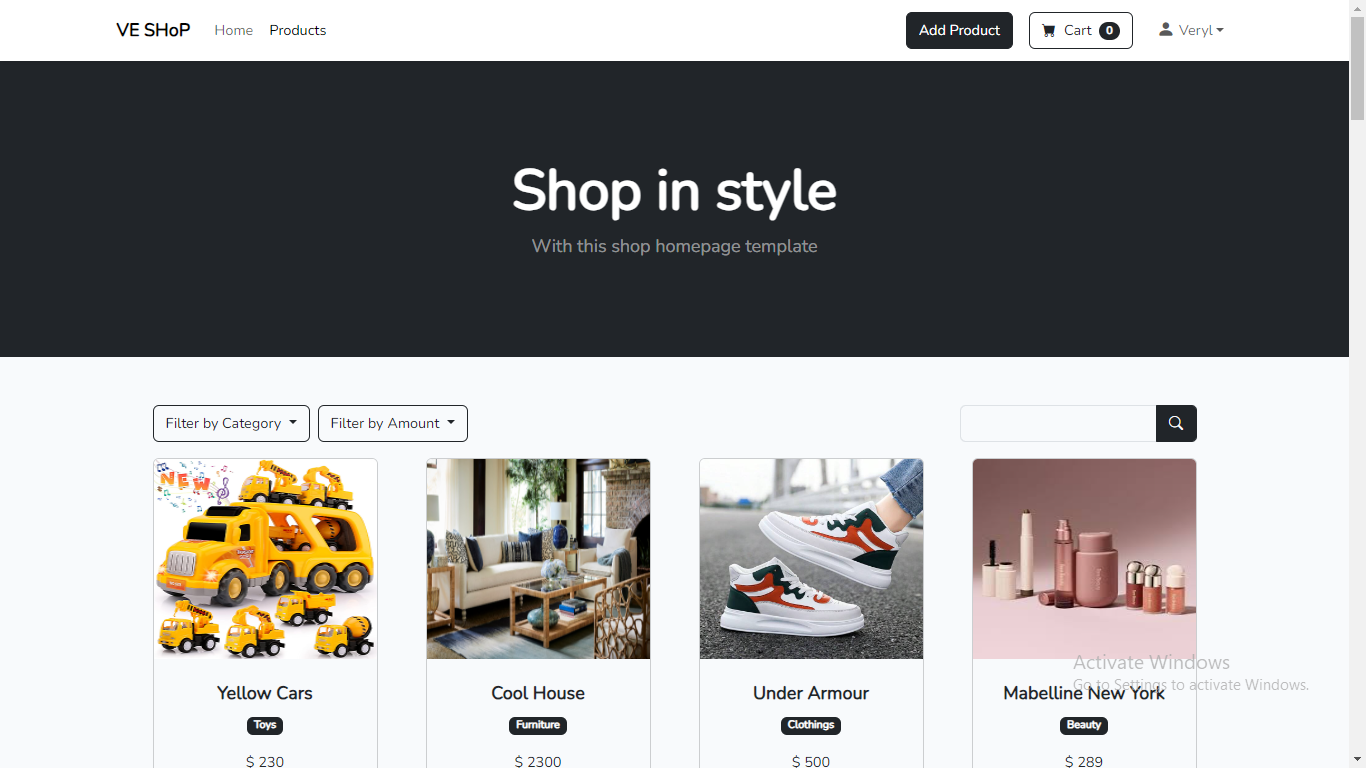 VE SHoP Home Products Add Product Cart 0 Veryl
Shop in style
With this shop homepage template
Filter by Category Filter by Amount
NEW
Yellow Cars Cool House Under Armour Mabelline New York
Toys Furniture Clothings Beauty
$ 230 $ 2300 $ 500 $ 289
Activate Windows
Go to Settings to activate Windows.